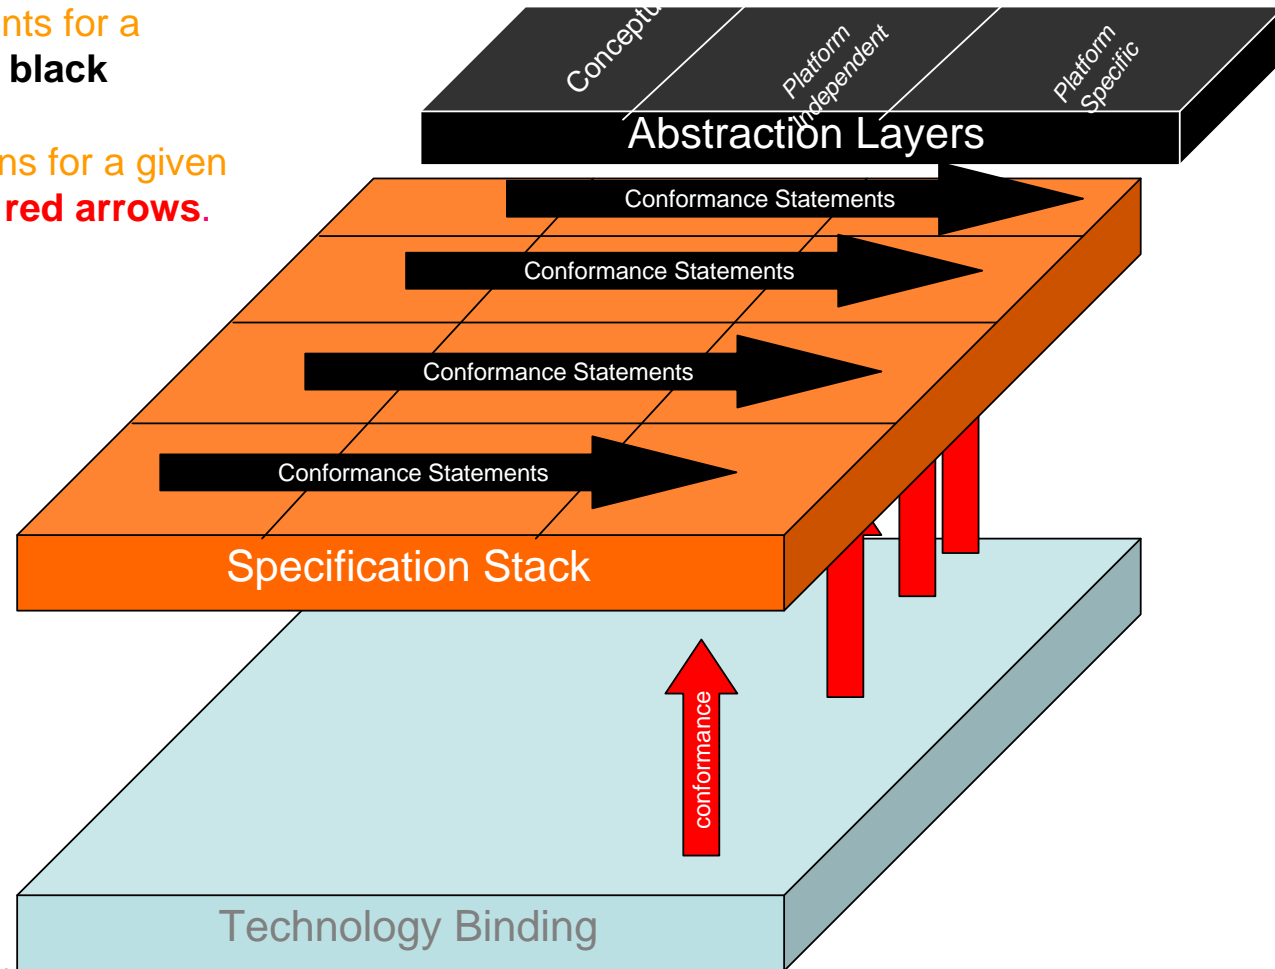 nts for a
black
ns for a given
red arrows.
Conceptu
Platform
Independent
Platform
Specific
Abstraction Layers
Conformance Statements
Conformance Statements
Conformance Statements
Conformance Statements
Specification Stack
conformance
Technology Binding